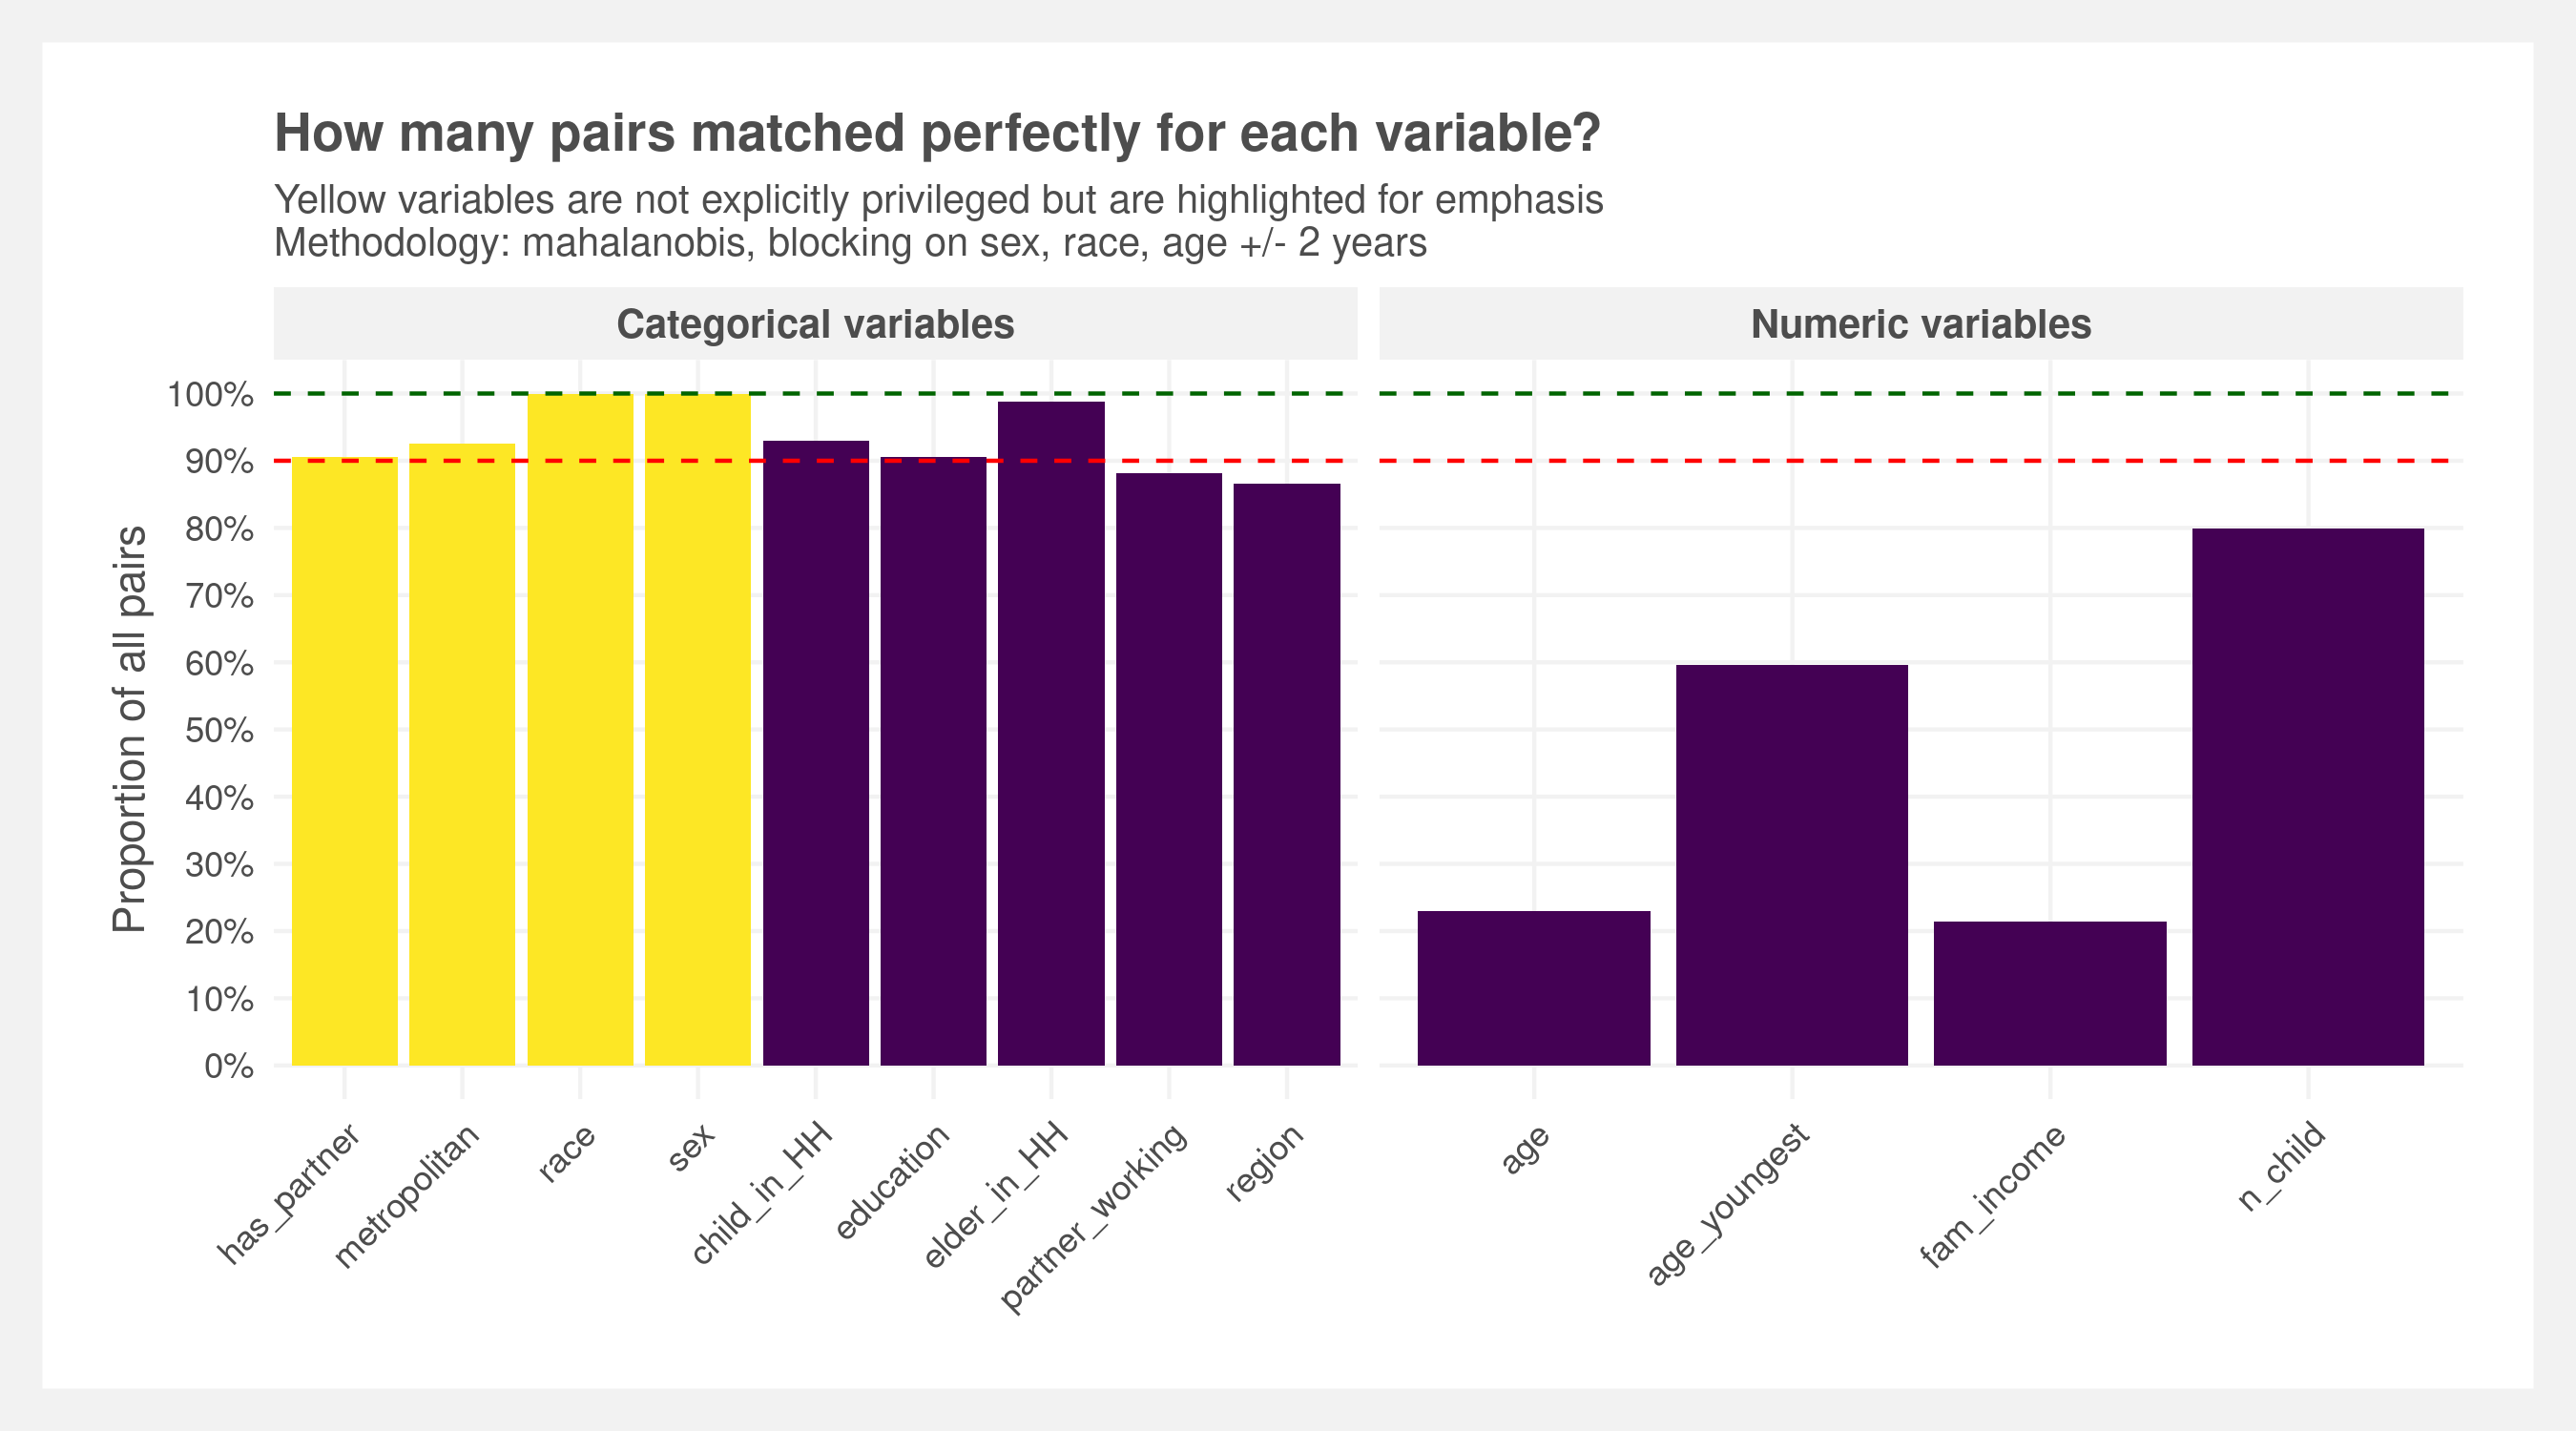 How many pairs matched perfectly for each variable?
Yellow variables are not explicitly privileged but are highlighted for emphasis
Methodology: mahalanobis, blocking on sex, race, age +/- 2 years
Categorical variables
Numeric variables
Proportion of all pairs
100%
90%
80%
70%
60%
50%
40%
30%
20%
10%
0%
has_partner
metropolitan
race
sex
child_in_HH
education
elder_in_HH
partner_working
region
age
age_youngest
fam_income
n_child